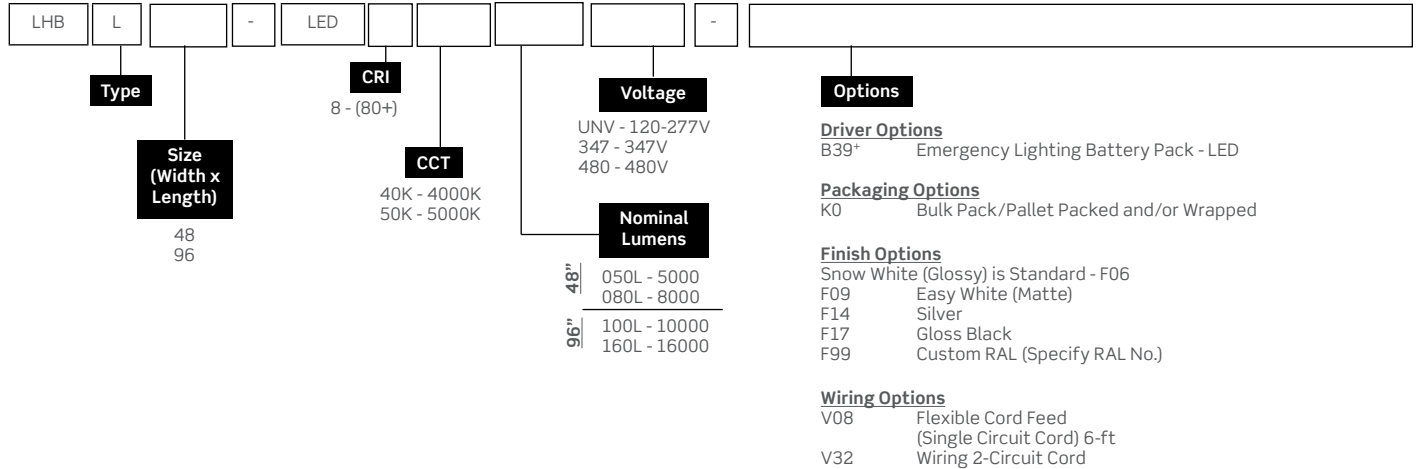 LHB L - LED -
Type
Size
(Width x
Length)
48
96
CRI
8 - (80+)
CCT
40K - 4000K
50K - 5000K
Voltage
UNV - 120-277V
347 - 347V
480 - 480V
Nominal
Lumens
48”
050L - 5000
080L - 8000
96”
100L - 10000
160L - 16000
Options
Driver Options
B39+ Emergency Lighting Battery Pack - LED
Packaging Options
K0 Bulk Pack/Pallet Packed and/or Wrapped
Finish Options
Snow White (Glossy) is Standard - F06
F09 Easy White (Matte)
F14 Silver
F17 Gloss Black
F99 Custom RAL (Specify RAL No.)
Wiring Options
V08 Flexible Cord Feed
(Single Circuit Cord) 6-ft
V32 Wiring 2-Circuit Cord